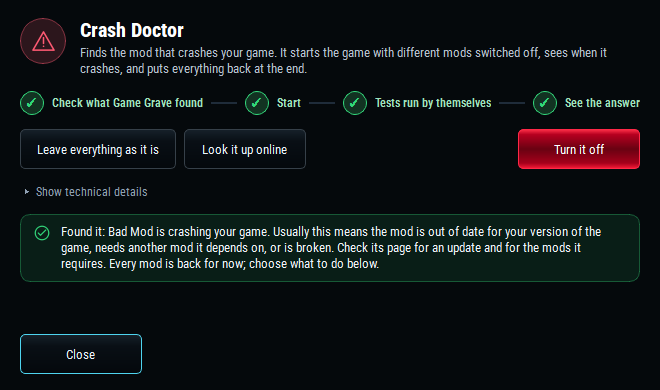 Crash Doctor
Finds the mod that crashes your game. It starts the game with different mods switched off, sees when it
crashes, and puts everything back at the end.
Check what Game Grave found
Start
Tests run by themselves
See the answer
Leave everything as it is
Look it up online
Turn it off
Show technical details
Found it: Bad Mod is crashing your game. Usually this means the mod is out of date for your version of the
game, needs another mod it depends on, or is broken. Check its page for an update and for the mods it
requires. Every mod is back for now; choose what to do below.
Close